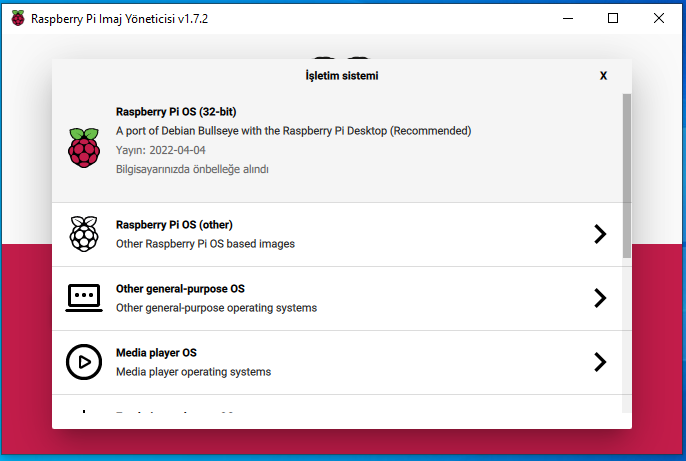 Raspberry Pi Imaj Yöneticisi v1.7.2
İşletim sistemi
X
Raspberry Pi OS (32-bit)
A port of Debian Bullseye with the Raspberry Pi Desktop (Recommended)
Yayın: 2022-04-04
Bilgisayarınızda önbelleğe alındı
Raspberry Pi OS (other)
Other Raspberry Pi OS based images
Other general-purpose OS
Other general-purpose operating systems
Media player OS
Media player operating systems